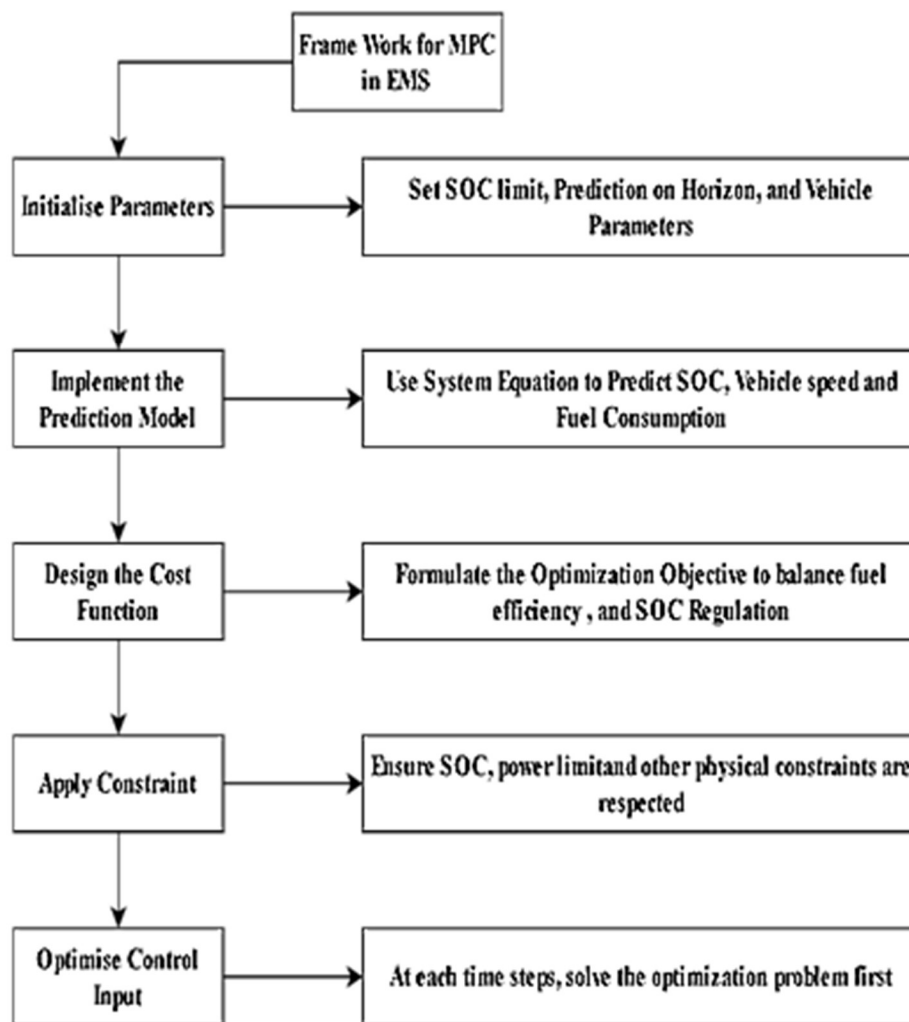 Frame Work for MPC
in EMS
Initialise Parameters
Set SOC limit, Prediction on Horizon, and Vehicle
Parameters
Implement the
Prediction Model
Use System Equation to Predict SOC, Vehicle speed and
Fuel Consumption
Design the Cost
Function
Formulate the Optimization Objective to balance fuel
efficiency , and SOC Regulation
Apply Constraint
Ensure SOC, power limitand other physical constraints are
respected
Optimise Control
Input
At each time steps, solve the optimization problem first